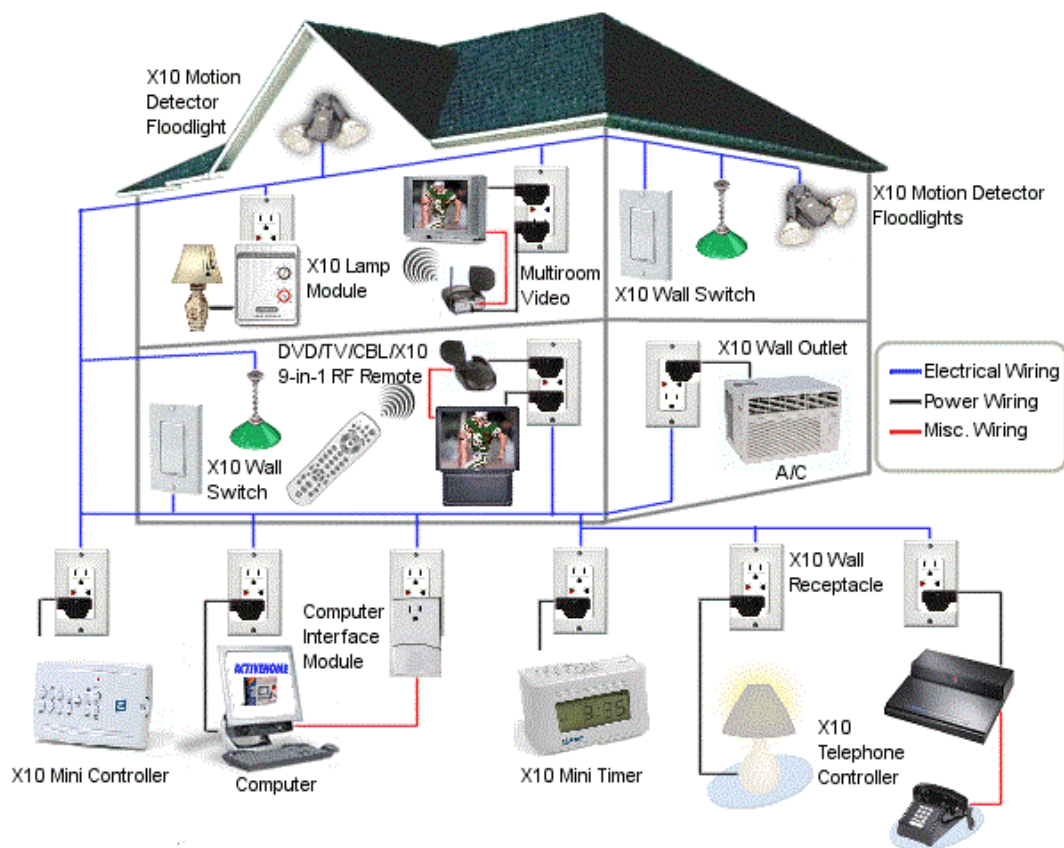 X10 Motion
Detector
Floodlight
X10 Motion Detector
Floodlights
X10 Lamp
Module
Multiroom
Video
X10 Wall Switch
DVD/TV/CBL/X10
9-in-1 RF Remote
X10 Wall Outlet
Electrical Wiring
Power Wiring
Misc. Wiring
X10 Wall
Switch
A/C
Computer
Interface
Module
X10 Wall
Receptacle
ACTIVEHOME
9:35
X10 Mini Controller
Computer
X10 Mini Timer
X10
Telephone
Controller